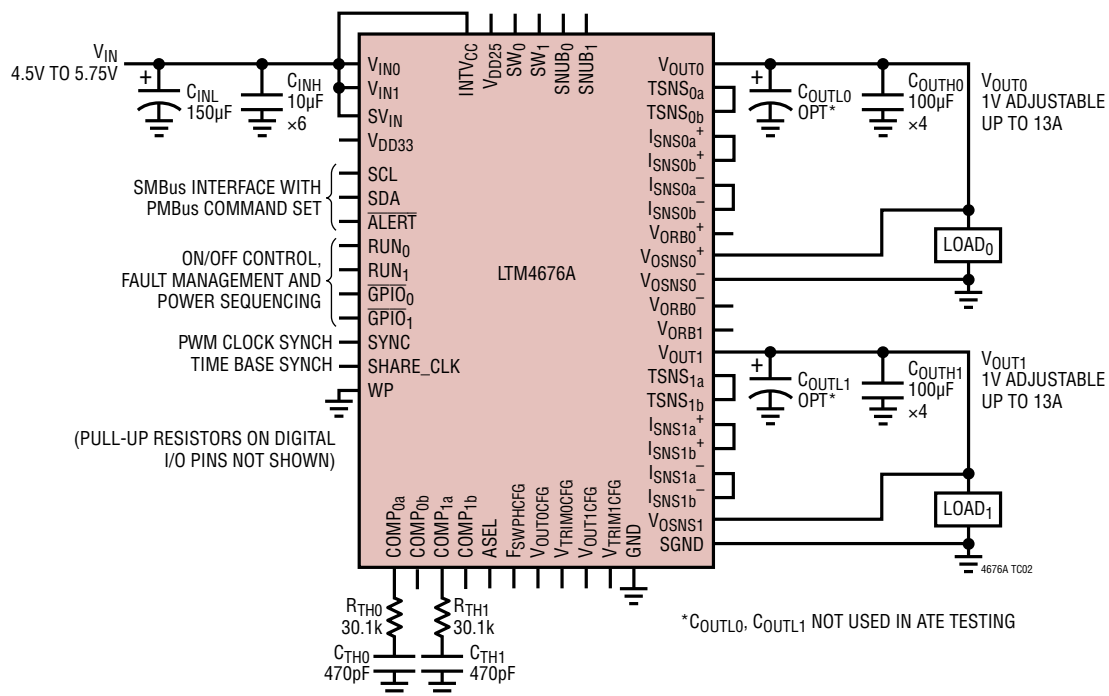 INTVCC
VDD25
SW0
SW1
SNUB0
SNUB1
VIN
4.5V TO 5.75V
+
CINL
150µF
CINH
10µF
×6
VIN0
VIN1
SVIN
VDD33
SMBus INTERFACE WITH
PMBus COMMAND SET
SCL
SDA
ALERT
ON/OFF CONTROL,
FAULT MANAGEMENT AND
POWER SEQUENCING
RUN0
RUN1
GPIO0
GPIO1
PWM CLOCK SYNCH
SYNC
TIME BASE SYNCH
SHARE_CLK
WP
(PULL-UP RESISTORS ON DIGITAL
I/O PINS NOT SHOWN)
LTM4676A
VOUT0
TSNS0a
TSNS0b
ISNS0a+
ISNS0b+
ISNS0a–
ISNS0b–
VORB0+
VOSNS0+
VOSNS0–
VORB0–
VORB1
VOUT1
TSNS1a
TSNS1b
ISNS1a+
ISNS1b+
ISNS1a–
ISNS1b–
VOSNS1
SGND
+
COUTL0
OPT*
COUTH0
100µF
×4
VOUT0
1V ADJUSTABLE
UP TO 13A
LOAD0
+
COUTL1
OPT*
COUTH1
100µF
×4
VOUT1
1V ADJUSTABLE
UP TO 13A
LOAD1
4676A TC02
COMP0a
COMP0b
COMP1a
COMP1b
ASEL
FSWPHCFG
VOUT0CFG
VTRIM0CFG
VOUT1CFG
VTRIM1CFG
GND
RTH0
30.1k
RTH1
30.1k
CTH0
470pF
CTH1
470pF
*COUTL0, COUTL1 NOT USED IN ATE TESTING